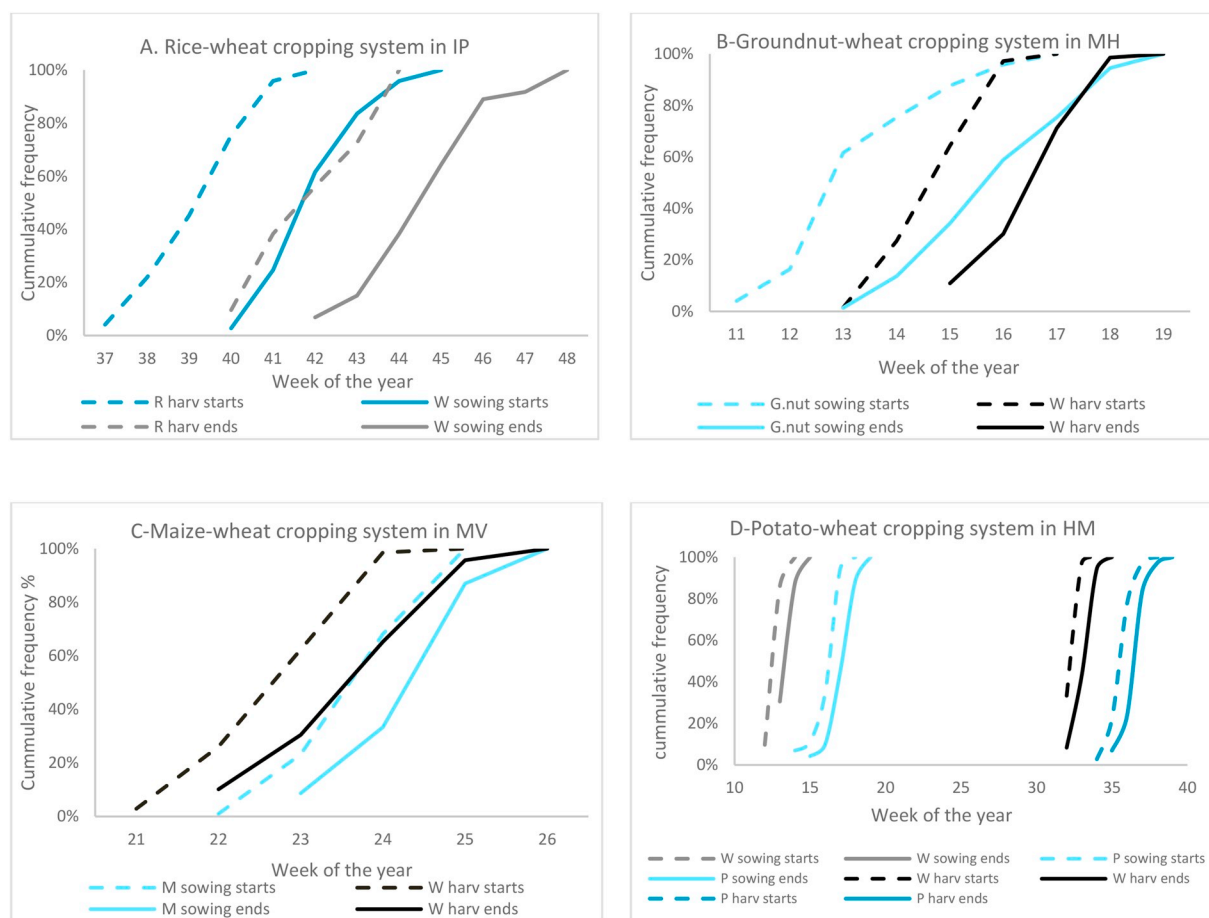 A. Rice-wheat cropping system in IP
Cummulative frequency
100%
80%
60%
40%
20%
0%
37 38 39 40 41 42 43 44 45 46 47 48
Week of the year
R harv starts W sowing starts
R harv ends W sowing ends
B-Groundnut-wheat cropping system in MH
Cummulative frequency
100%
80%
60%
40%
20%
0%
11 12 13 14 15 16 17 18 19
Week of the year
G.nut sowing starts W harv starts
G.nut sowing ends W harv ends
C-Maize-wheat cropping system in MV
Cummulative frequency %
100%
80%
60%
40%
20%
0%
21 22 23 24 25 26
Week of the year
M sowing starts W harv starts
M sowing ends W harv ends
D-Potato-wheat cropping system in HM
cummulative frequency
100%
80%
60%
40%
20%
0%
10 15 20 25 30 35 40
Week of the year
W sowing starts W sowing ends P sowing starts
P sowing ends W harv starts W harv ends
P harv starts P harv ends